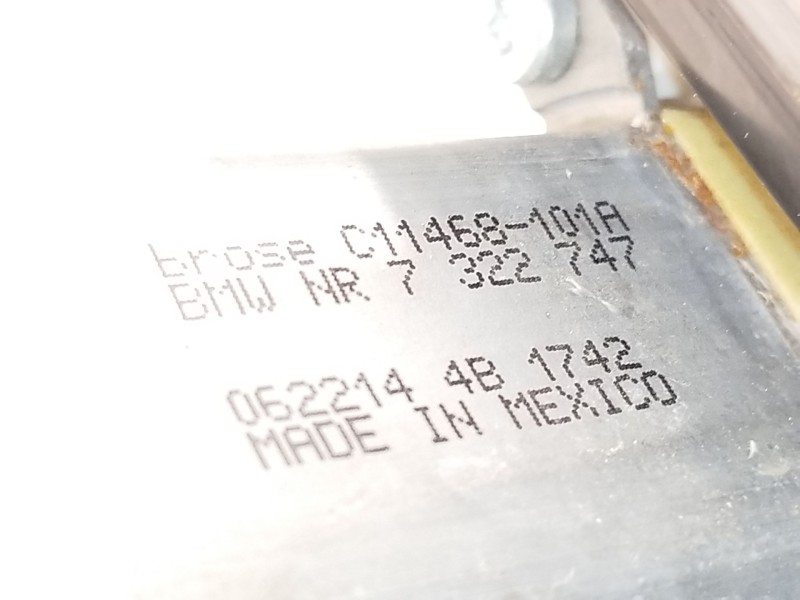 brose C11468-101A
BMW NR 7 322 747
062214 4B 1742
MADE IN MEXICO